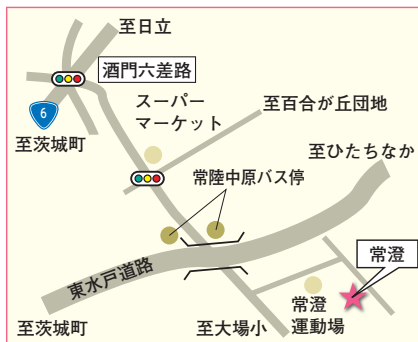 至日立
酒門六差路
6
至茨城町
スーパー
マーケット
至百合が丘団地
至ひたちなか
常陸中原バス停
東水戸道路
常澄
常澄
運動場
至茨城町
至大場小